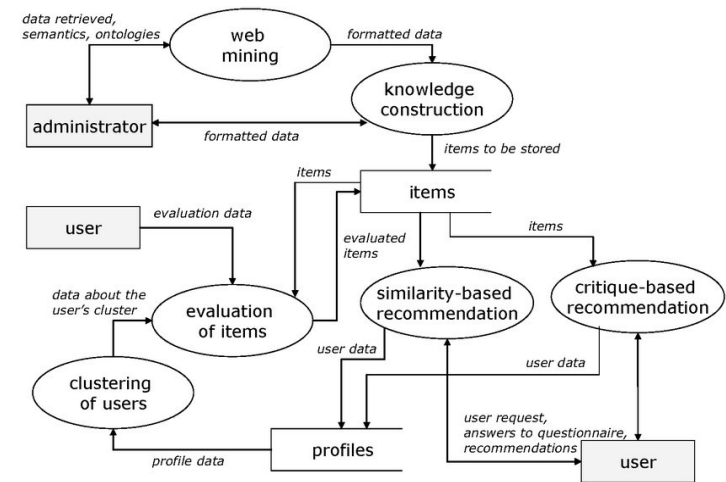 data retrieved,
semantics, ontologies
web
mining
formatted data
knowledge
construction
administrator
formatted data
items to be stored
items
items
user
evaluation data
evaluated
items
items
data about the
user's cluster
evaluation
of items
similarity-based
recommendation
critique-based
recommendation
user data
user data
clustering
of users
profile data
profiles
user request,
answers to questionnaire,
recommendations
user